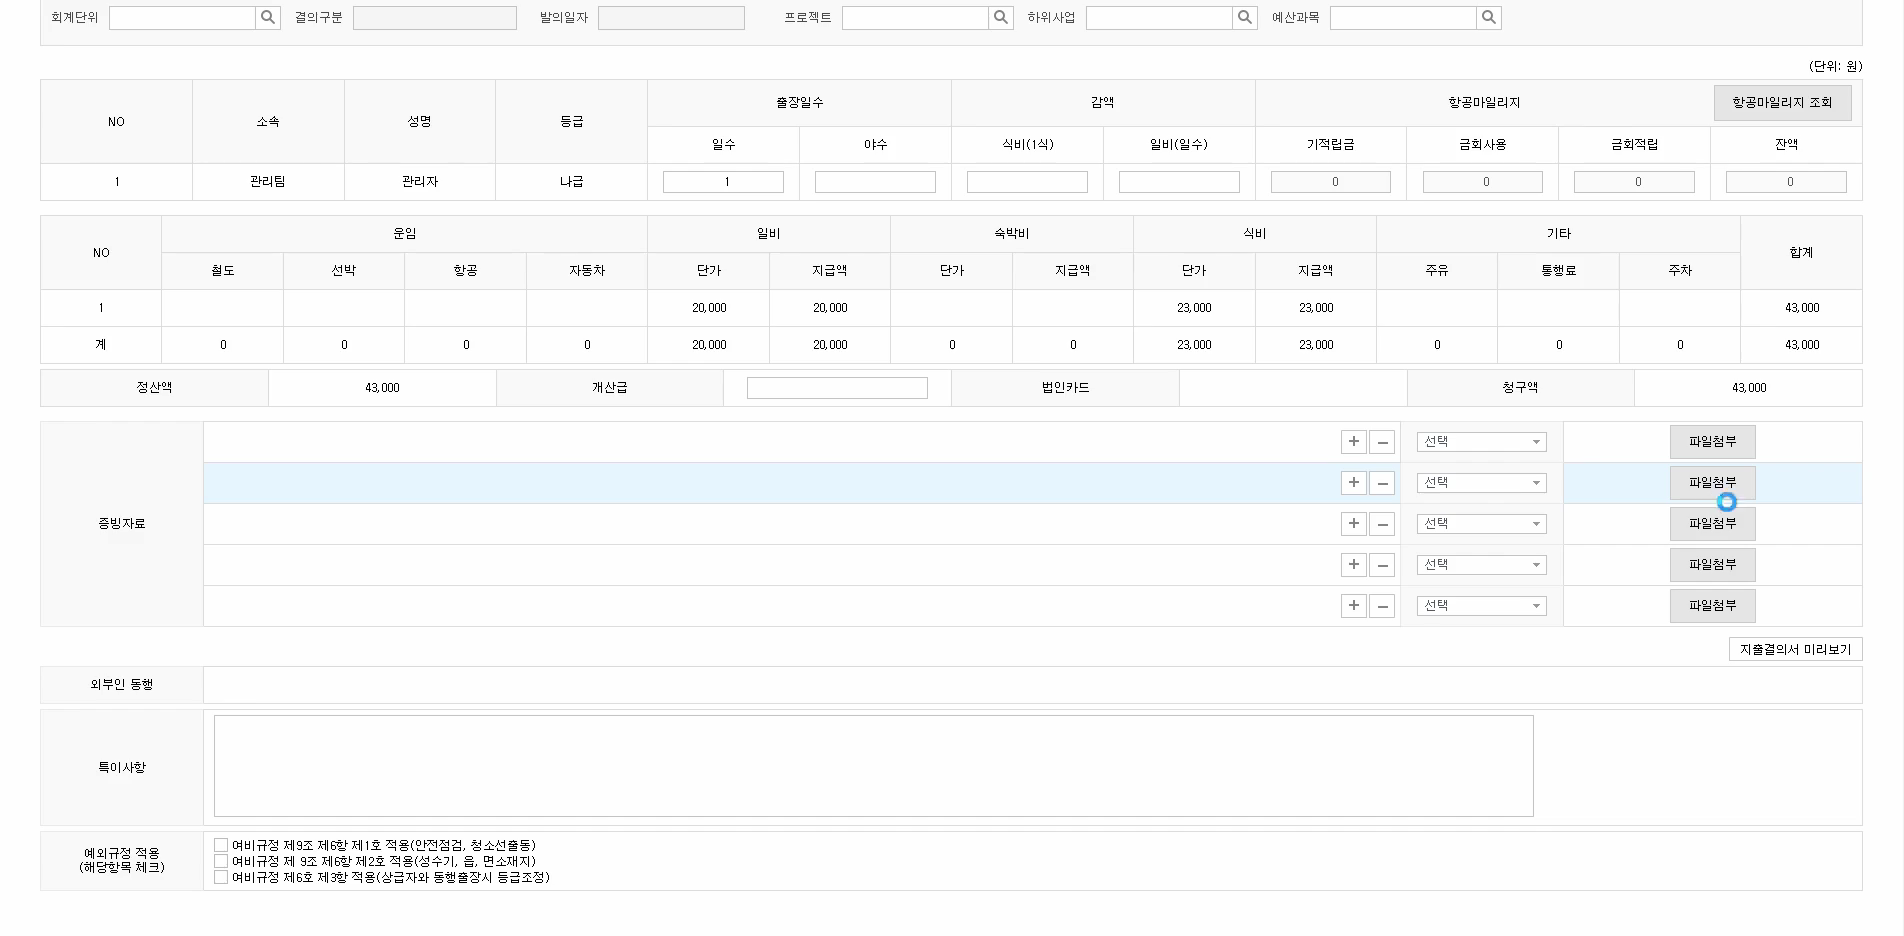 회계단위 결의구분 발의일자 프로젝트 하위사업 예산과목
(단위: 원)
NO 소속 성명 등급 출장일수 감액 항공마일리지 항공마일리지 조회
일수 야수 식비(1식) 일비(일수) 기적립금 금회사용 금회적립 잔액
1 관리팀 관리자 나급 1 0 0 0 0
NO 운임 일비 숙박비 식비 기타 합계
철도 선박 항공 자동차 단가 지급액 단가 지급액 단가 지급액 주유 통행료 주차
1 20,000 20,000 23,000 23,000 43,000
계 0 0 0 0 20,000 20,000 0 0 23,000 23,000 0 0 0 43,000
정산액 43,000 개산급 법인카드 청구액 43,000
증빙자료
+ - 선택 파일첨부
+ - 선택 파일첨부
+ - 선택 파일첨부
+ - 선택 파일첨부
+ - 선택 파일첨부
지출결의서 미리보기
외부인 동행
특이사항
예외규정 적용
(해당항목 체크)
여비규정 제9조 제6항 제1호 적용(안전점검, 청소선출동)
여비규정 제 9조 제6항 제2호 적용(성수기, 읍, 면소재지)
여비규정 제6호 제3항 적용(상급자와 동행출장시 등급조정)